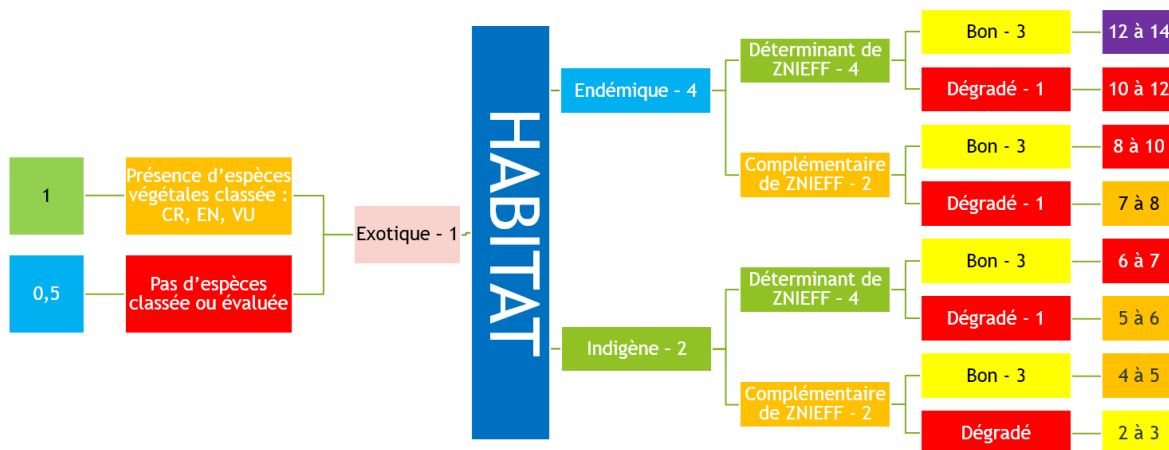 1
Présence d'espèces
végétales classée :
CR, EN, VU
0,5
Pas d'espèces
classée ou évaluée
Exotique - 1
HABITAT
Endémique - 4
Déterminant de
ZNIEFF - 4
Bon - 3
12 à 14
Dégradé - 1
10 à 12
Complémentaire
de ZNIEFF - 2
Bon - 3
8 à 10
Dégradé - 1
7 à 8
Indigène - 2
Déterminant de
ZNIEFF - 4
Bon - 3
6 à 7
Dégradé - 1
5 à 6
Complémentaire
de ZNIEFF - 2
Bon - 3
4 à 5
Dégradé
2 à 3